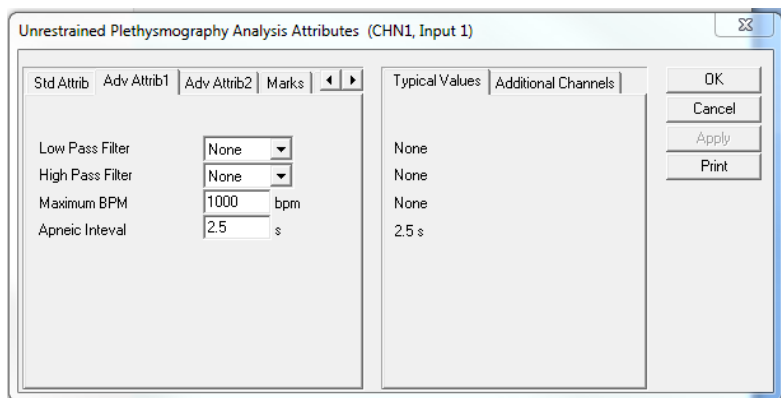 Unrestrained Plethysmography Analysis Attributes (CHN1, Input 1)
Std Attrib Adv Attrib1 Adv Attrib2 Marks
Low Pass Filter None
High Pass Filter None
Maximum BPM 1000 bpm
Apneic Inteval 2.5 s
Typical Values Additional Channels
None
None
None
2.5 s
OK
Cancel
Apply
Print